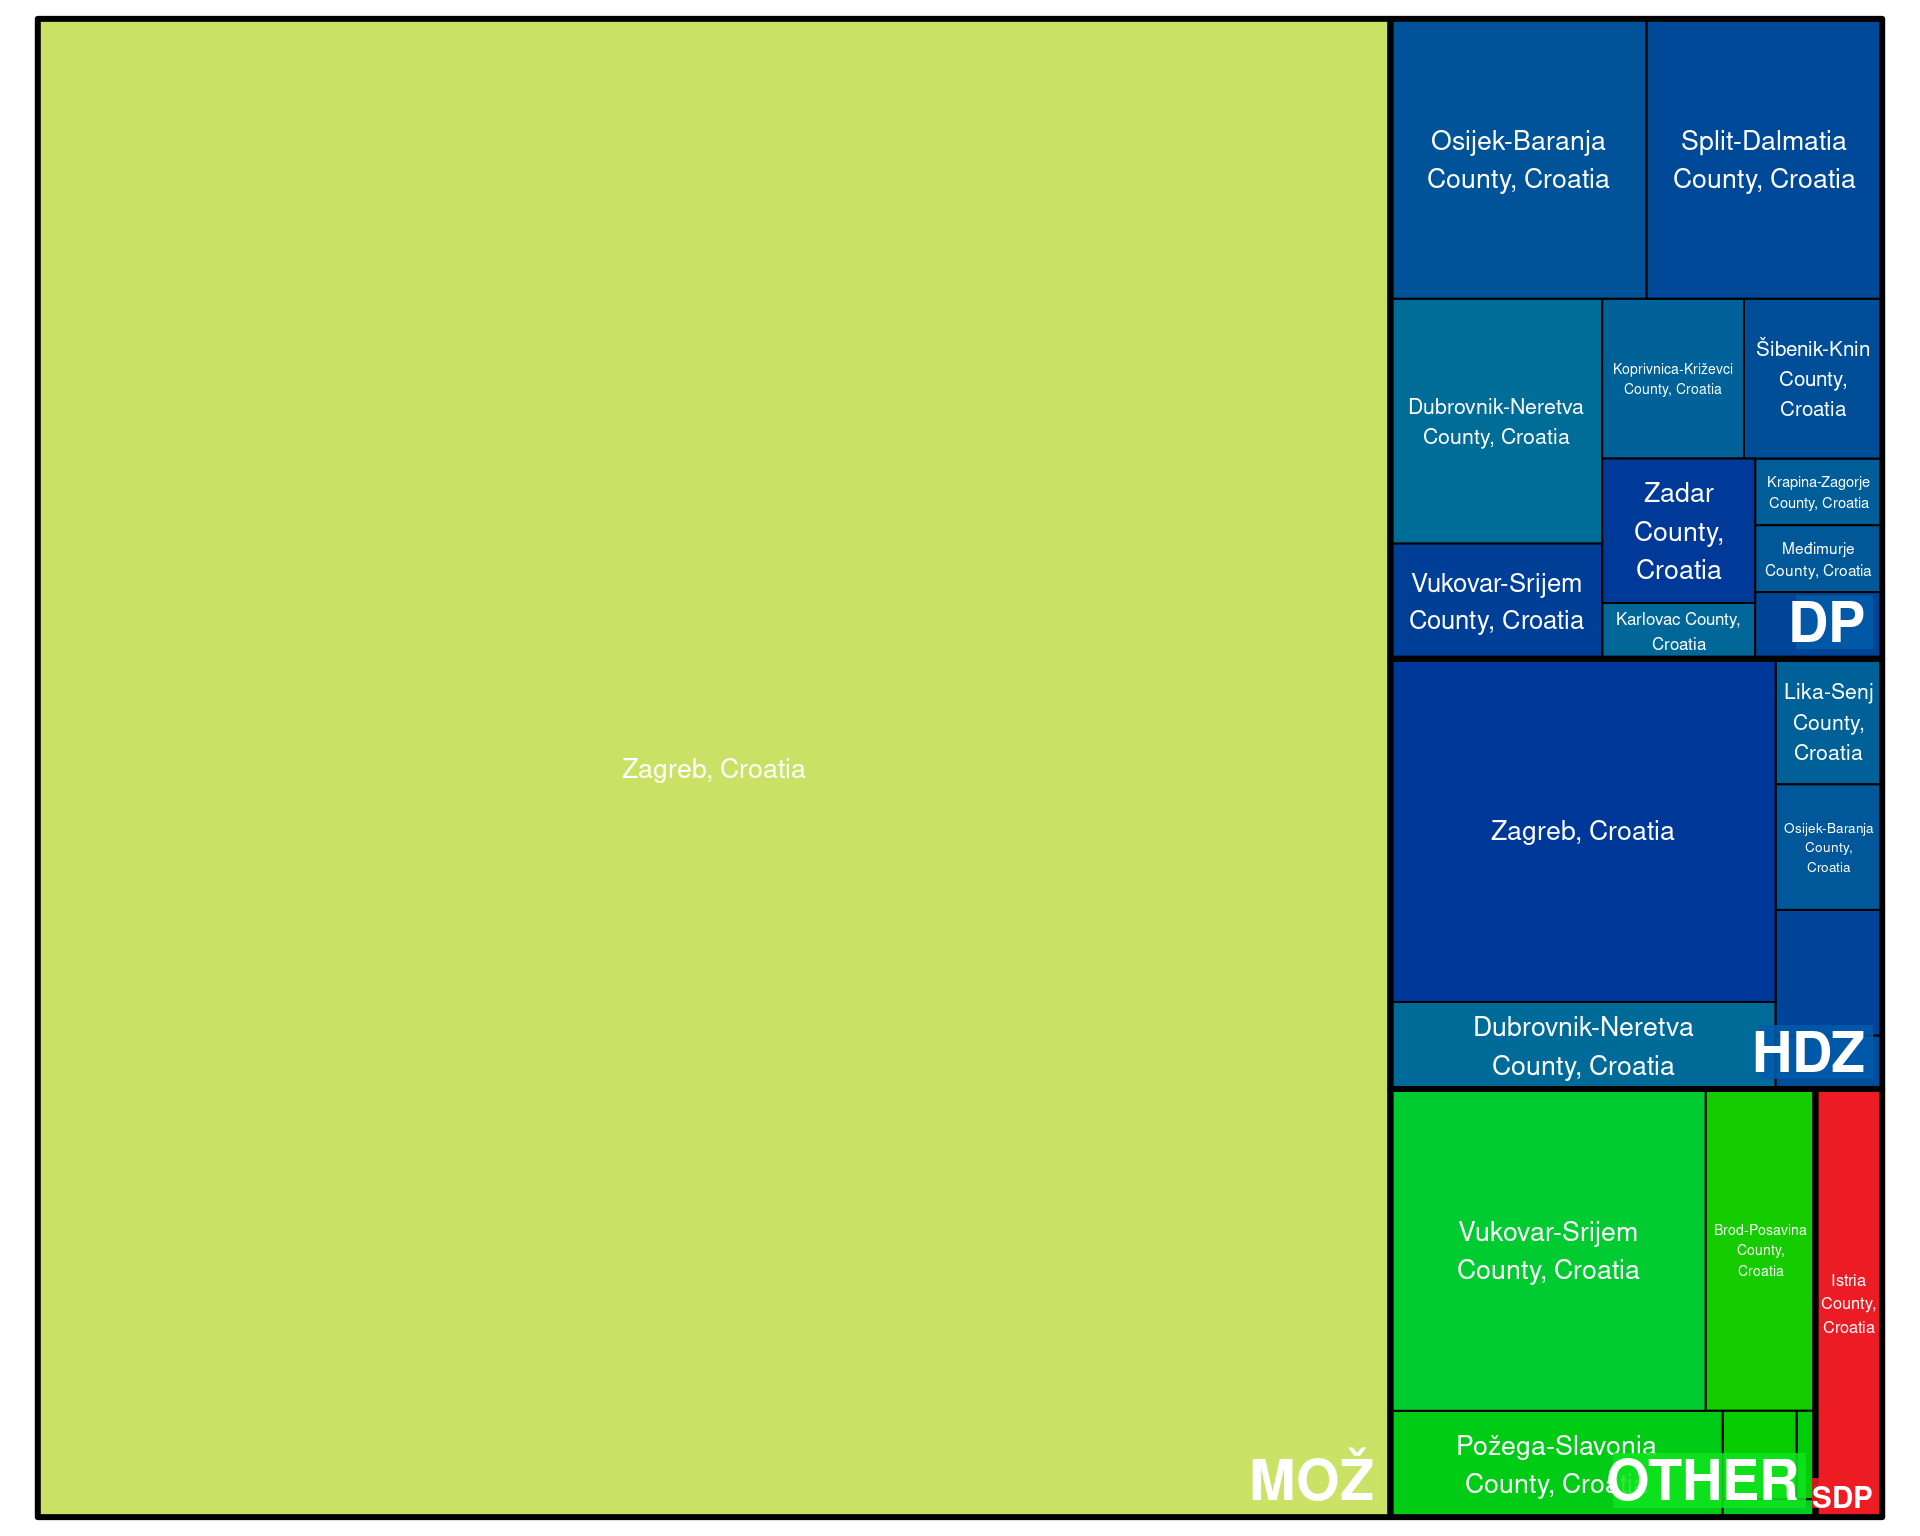 Zagreb, Croatia
MOŽ
Osijek-Baranja
County, Croatia
Split-Dalmatia
County, Croatia
Dubrovnik-Neretva
County, Croatia
Koprivnica-Križevci
County, Croatia
Šibenik-Knin
County,
Croatia
Vukovar-Srijem
County, Croatia
Zadar
County,
Croatia
Krapina-Zagorje
County, Croatia
Međimurje
County, Croatia
Karlovac County,
Croatia
DP
Zagreb, Croatia
Lika-Senj
County,
Croatia
Osijek-Baranja
County,
Croatia
Dubrovnik-Neretva
County, Croatia
HDZ
Vukovar-Srijem
County, Croatia
Brod-Posavina
County,
Croatia
Požega-Slavonia
County, Croatia
OTHER
Istria
County,
Croatia
SDP